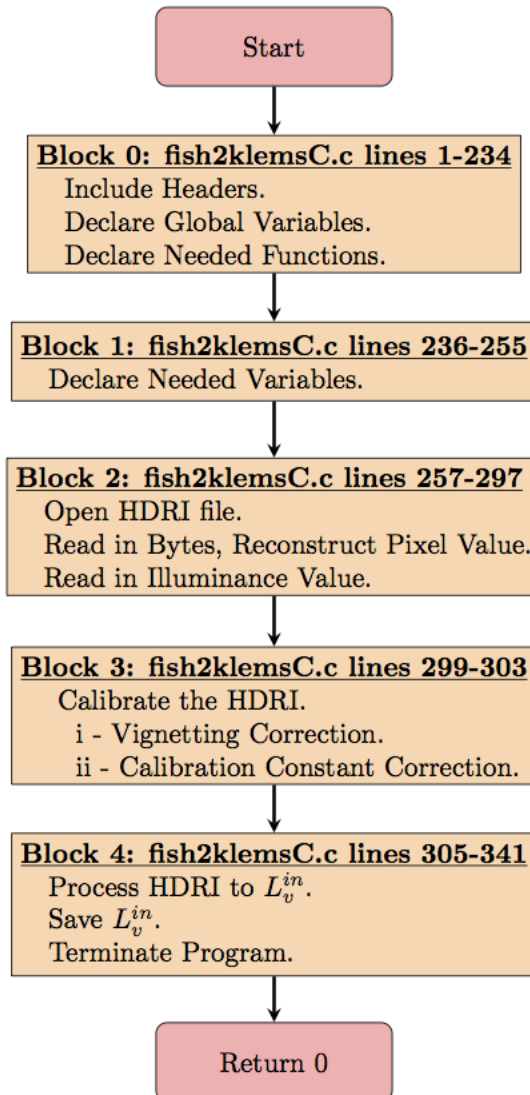 Start
Block 0: fish2klemsC.c lines 1-234
Include Headers.
Declare Global Variables.
Declare Needed Functions.
Block 1: fish2klemsC.c lines 236-255
Declare Needed Variables.
Block 2: fish2klemsC.c lines 257-297
Open HDRI file.
Read in Bytes, Reconstruct Pixel Value.
Read in Illuminance Value.
Block 3: fish2klemsC.c lines 299-303
Calibrate the HDRI.
i - Vignetting Correction.
ii - Calibration Constant Correction.
Block 4: fish2klemsC.c lines 305-341
Process HDRI to $L_v^{in}$.
Save $L_v^{in}$.
Terminate Program.
Return 0